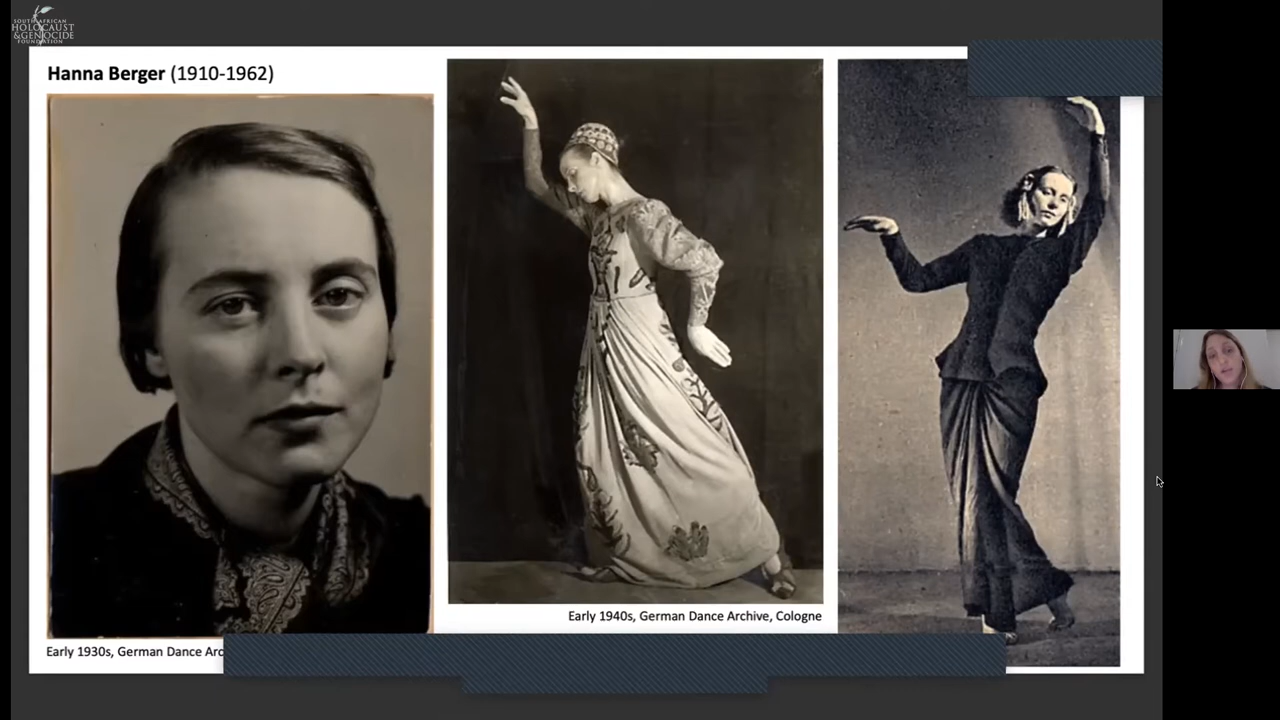 SOUTH AFRICAN
HOLOCAUST
& GENOCIDE
FOUNDATION
Hanna Berger (1910-1962)
Early 1940s, German Dance Archive, Cologne
Early 1930s, German Dance Arc